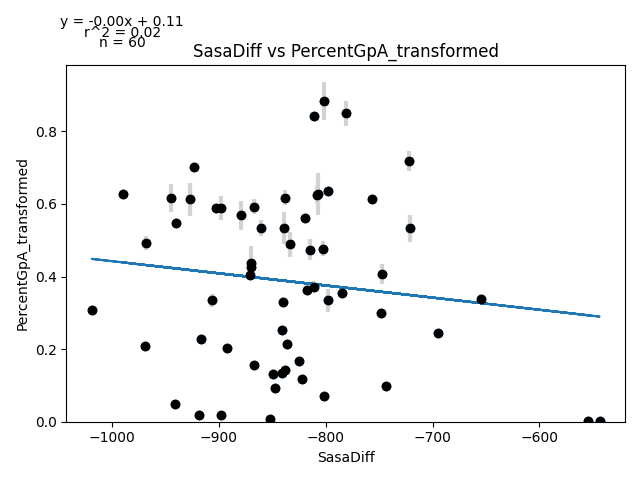 y = -0.00x + 0.11
r^2 = 0.02
n = 60
SasaDiff vs PercentGpA_transformed
PercentGpA_transformed
0.8
0.6
0.4
0.2
0.0
−1000 −900 −800 −700 −600
SasaDiff